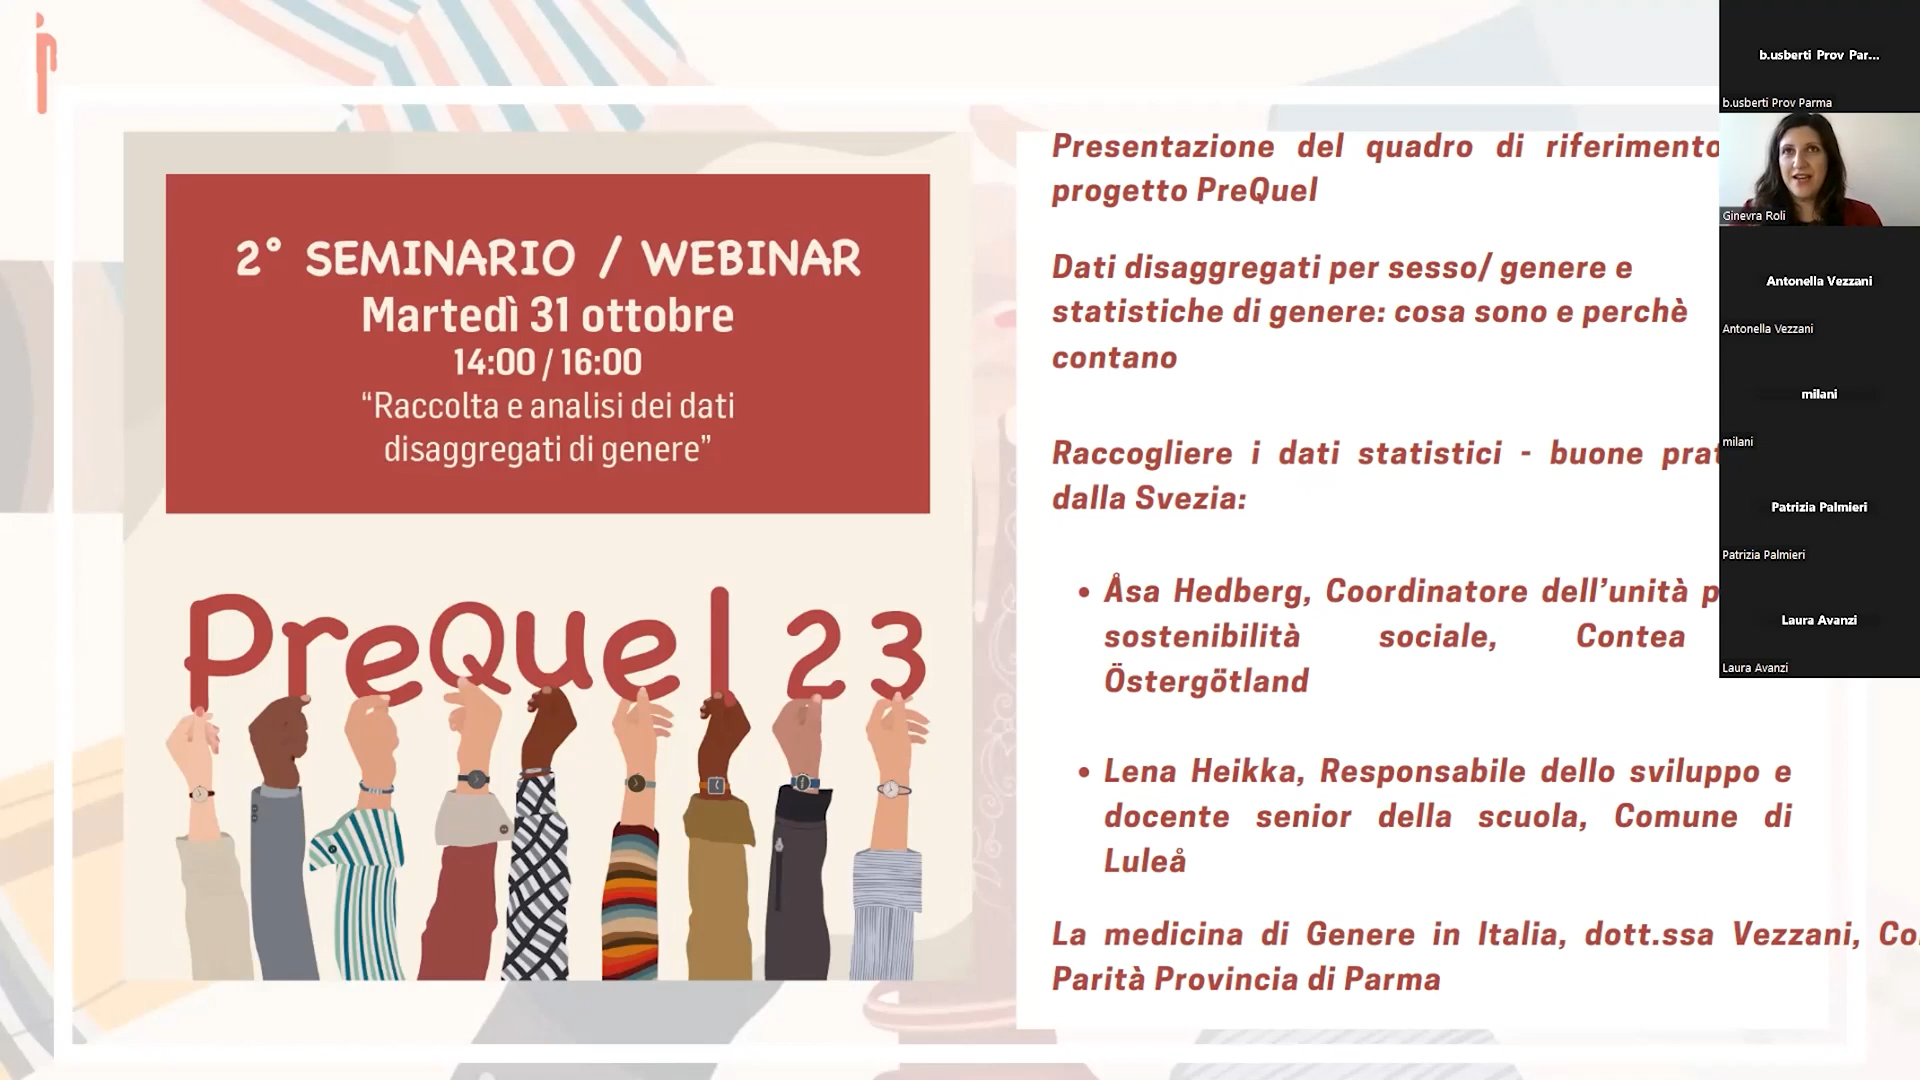 2° SEMINARIO / WEBINAR
Martedì 31 ottobre
14:00 / 16:00
“Raccolta e analisi dei dati
disaggregati di genere”
PreQuel 23
Presentazione del quadro di riferimento
progetto PreQuel
Dati disaggregati per sesso/ genere e
statistiche di genere: cosa sono e perchè
contano
Raccogliere i dati statistici - buone
dalla Svezia:
• Åsa Hedberg, Coordinatore dell’unità
sostenibilità sociale, Contea
Östergötland
• Lena Heikka, Responsabile dello sviluppo e
docente senior della scuola, Comune di
Luleå
La medicina di Genere in Italia, dott.ssa Vezzani,
Parità Provincia di Parma
b.usberti Prov Par...
b.usberti Prov Parma
Ginevra Roli
Antonella Vezzani
Antonella Vezzani
milani
milani
Patrizia Palmieri
Patrizia Palmieri
Laura Avanzi
Laura Avanzi